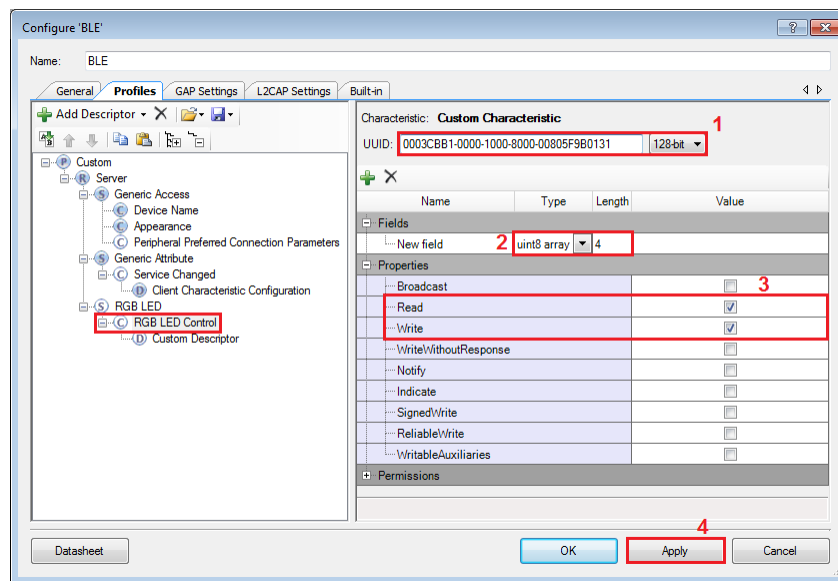 Configure 'BLE'
Name: BLE
General Profiles GAP Settings L2CAP Settings Built-in
Add Descriptor
Custom
Server
Generic Access
Device Name
Appearance
Peripheral Preferred Connection Parameters
Generic Attribute
Service Changed
Client Characteristic Configuration
RGB LED
RGB LED Control
Custom Descriptor
Characteristic: Custom Characteristic
1
UUID: 0003CBB1-0000-1000-8000-00805F9B0131 128-bit
Name Type Length Value
Fields
New field 2 uint8 array 4
Properties
Broadcast 3
Read
Write
WriteWithoutResponse
Notify
Indicate
SignedWrite
ReliableWrite
WritableAuxiliaries
Permissions
4
Datasheet OK Apply Cancel